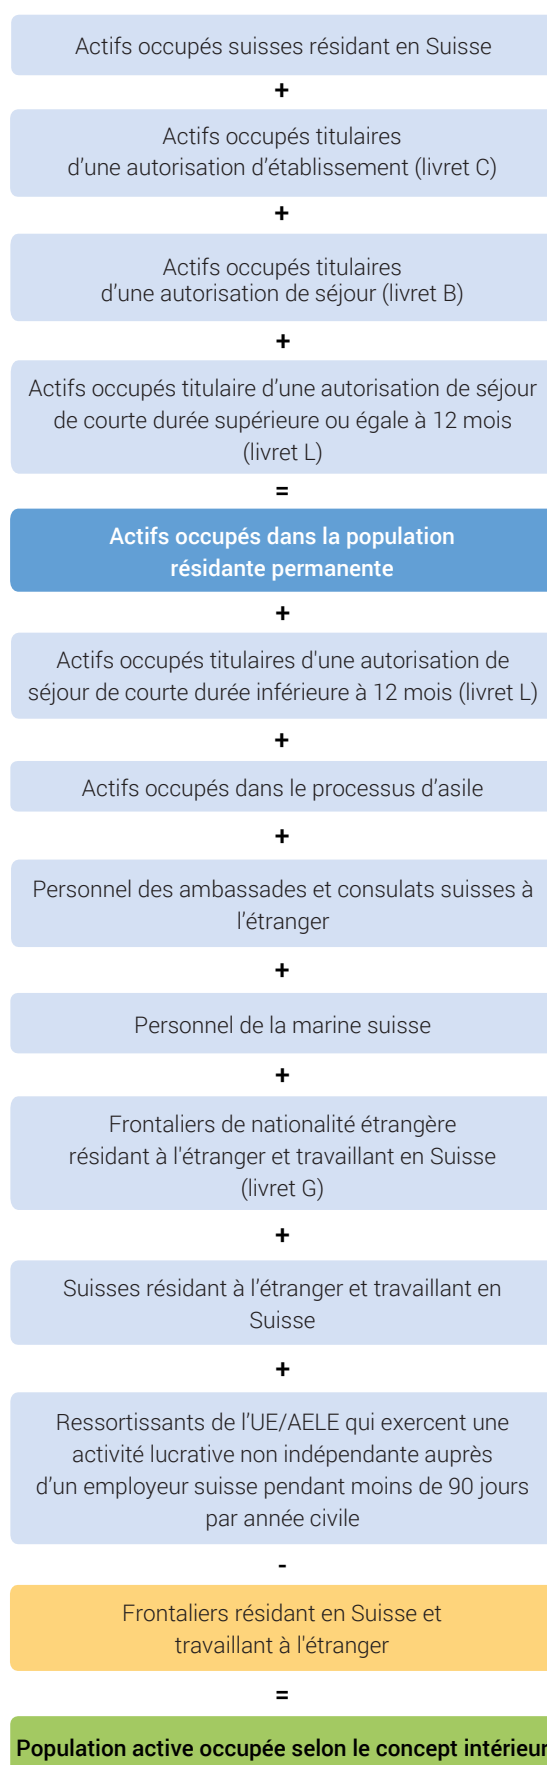 Actifs occupés suisses résidant en Suisse
+
Actifs occupés titulaires
d’une autorisation d’établissement (livret C)
+
Actifs occupés titulaires
d’une autorisation de séjour (livret B)
+
Actifs occupés titulaire d’une autorisation de séjour
de courte durée supérieure ou égale à 12 mois
(livret L)
=
Actifs occupés dans la population
résidante permanente
+
Actifs occupés titulaires d'une autorisation de
séjour de courte durée inférieure à 12 mois (livret L)
+
Actifs occupés dans le processus d’asile
+
Personnel des ambassades et consulats suisses à
l’étranger
+
Personnel de la marine suisse
+
Frontaliers de nationalité étrangère
résidant à l'étranger et travaillant en Suisse
(livret G)
+
Suisses résidant à l’étranger et travaillant en
Suisse
+
Ressortissants de l’UE/AELE qui exercent une
activité lucrative non indépendante auprès
d’un employeur suisse pendant moins de 90 jours
par année civile
-
Frontaliers résidant en Suisse et
travaillant à l'étranger
=
Population active occupée selon le concept intérieur